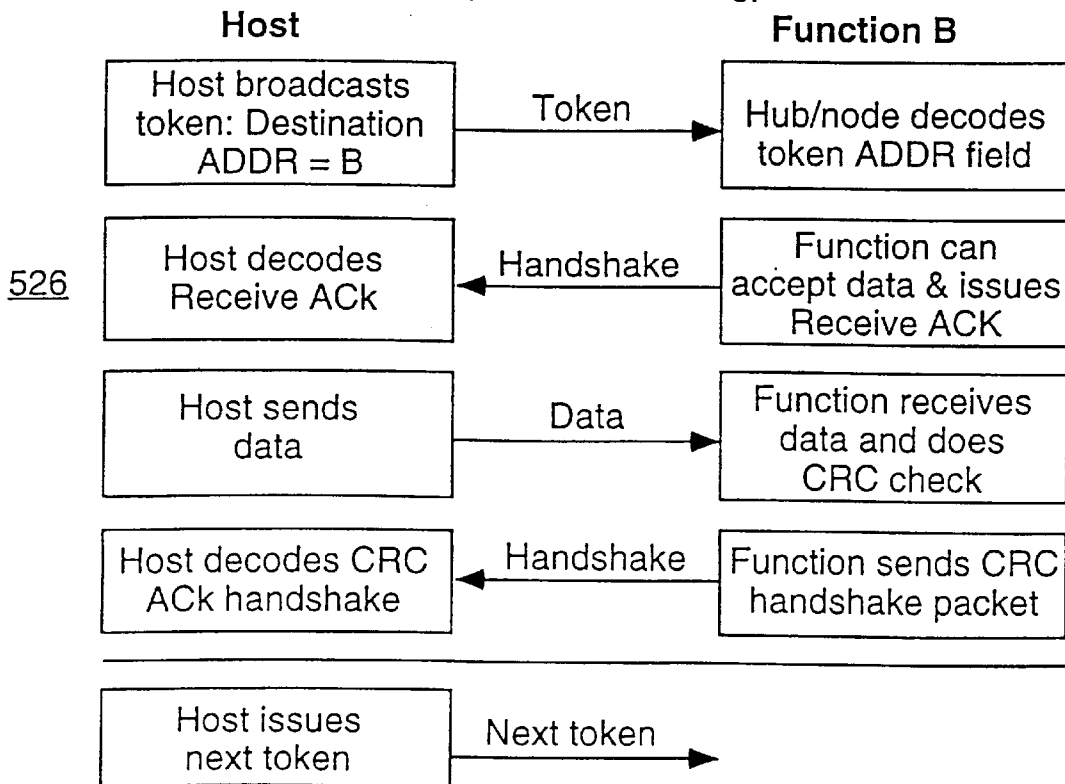 Host
Function B
Host broadcasts
token: Destination
ADDR = B
Token
Hub/node decodes
token ADDR field
526
Host decodes
Receive ACk
Handshake
Function can
accept data & issues
Receive ACK
Host sends
data
Data
Function receives
data and does
CRC check
Host decodes CRC
ACk handshake
Handshake
Function sends CRC
handshake packet
Host issues
next token
Next token